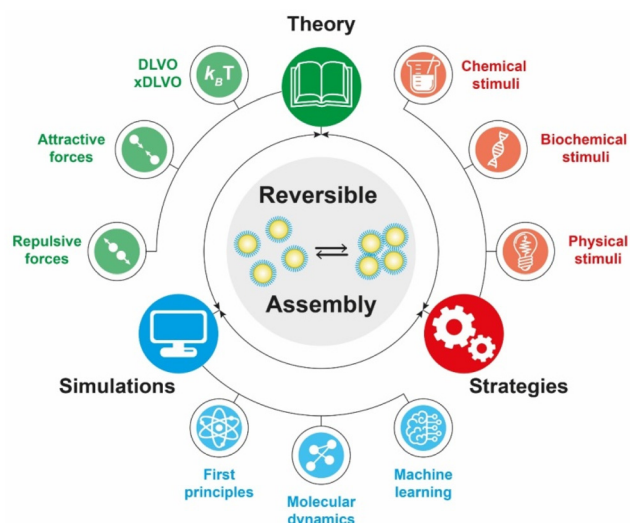 Theory
DLVO
xDLVO
k_BT
Chemical
stimuli
Attractive
forces
Biochemical
stimuli
Reversible
Repulsive
forces
Physical
stimuli
Assembly
Simulations
Strategies
First
principles
Molecular
dynamics
Machine
learning